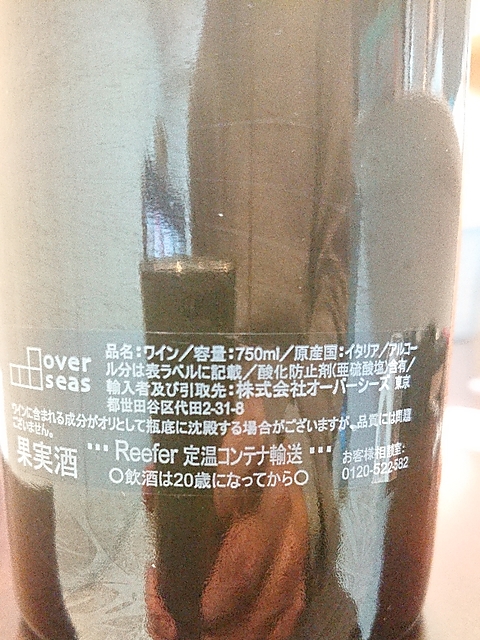 over
seas
品名:ワイン/容量:750ml/原産国:イタリア/アルコー
ル分は表ラベルに記載/酸化防止剤(亜硫酸塩)含有/
輸入者及び引取先:株式会社オーバーシーズ 東京
都世田谷区代田2-31-8
ワインに含まれる成分がオリとして瓶底に沈殿する場合がございますが、品質には問題
ございません。
果実酒
… Reefer 定温コンテナ輸送 …
○飲酒は20歳になってから○
お客様相談室:
0120-522582